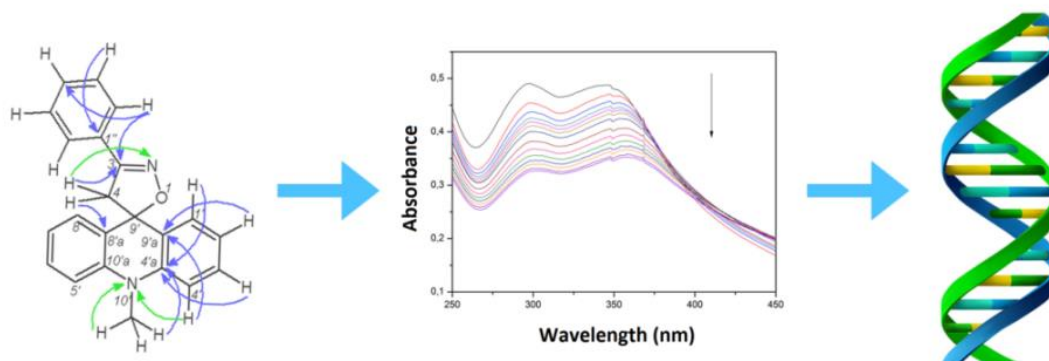 H
H
H
H
H
1"
3
N
H
4
1
H
O
H
H
H
9'
8'
1'
8'a
9'a
10'a
4'a
5'
N
4'
H
10'
H
H
H
H
Absorbance
0,5
0,4
0,3
0,2
0,1
250 300 350 400 450
Wavelength (nm)